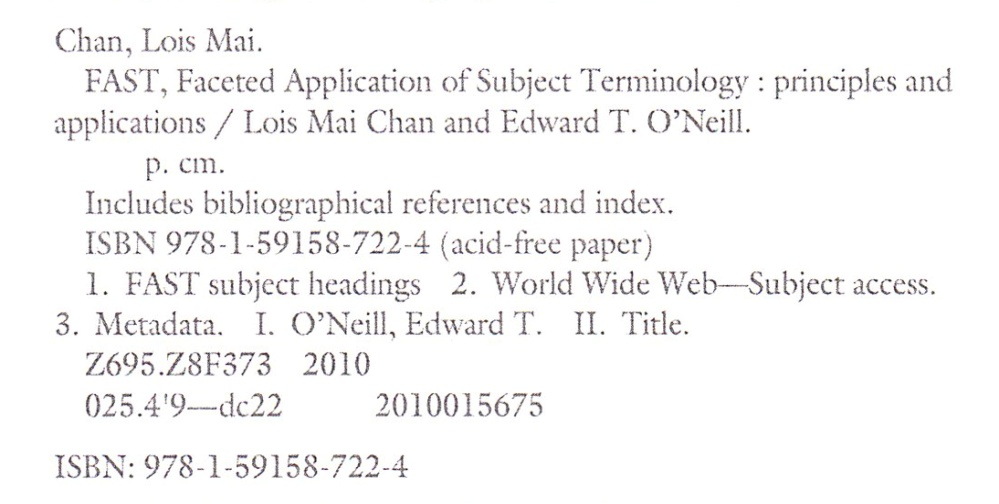 Chan, Lois Mai.
FAST, Faceted Application of Subject Terminology : principles and
applications / Lois Mai Chan and Edward T. O'Neill.
p. cm.
Includes bibliographical references and index.
ISBN 978-1-59158-722-4 (acid-free paper)
1. FAST subject headings 2. World Wide Web—Subject access.
3. Metadata. I. O'Neill, Edward T. II. Title.
Z695.Z8F373 2010
025.4'9—dc22 2010015675
ISBN: 978-1-59158-722-4